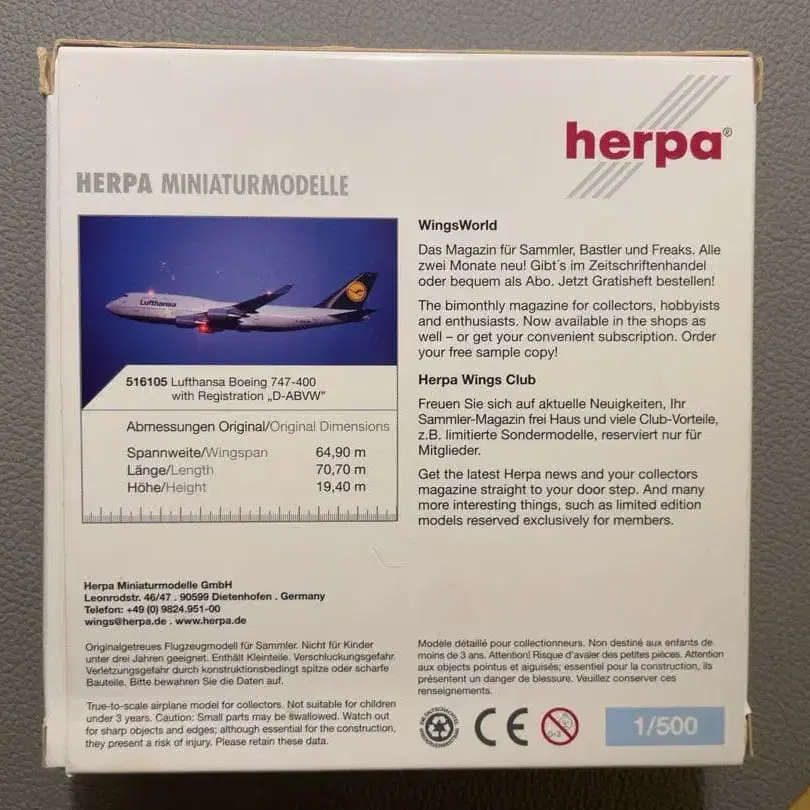 herpa®
HERPA MINIATURMODELLE
Lufthansa
516105 Lufthansa Boeing 747-400
with Registration „D-ABVW"
Abmessungen Original/Original Dimensions
Spannweite/Wingspan 64,90 m
Länge/Length 70,70 m
Höhe/Height 19,40 m
WingsWorld
Das Magazin für Sammler, Bastler und Freaks. Alle
zwei Monate neu! Gibt´s im Zeitschriftenhandel
oder bequem als Abo. Jetzt Gratisheft bestellen!
The bimonthly magazine for collectors, hobbyists
and enthusiasts. Now available in the shops as
well – or get your convenient subscription. Order
your free sample copy!
Herpa Wings Club
Freuen Sie sich auf aktuelle Neuigkeiten, Ihr
Sammler-Magazin frei Haus und viele Club-Vorteile,
z.B. limitierte Sondermodelle, reserviert nur für
Mitglieder.
Get the latest Herpa news and your collectors
magazine straight to your door step. And many
more interesting things, such as limited edition
models reserved exclusively for members.
Herpa Miniaturmodelle GmbH
Leonrodstr. 46/47 . 90599 Dietenhofen . Germany
Telefon: +49 (0) 9824.951-00
wings@herpa.de . www.herpa.de
Originalgetreues Flugzeugmodell für Sammler. Nicht für Kinder
unter drei Jahren geeignet. Enthält Kleinteile. Verschluckungsgefahr.
Verletzungsgefahr durch konstruktionsbedingt spitze oder scharfe
Bauteile. Bitte bewahren Sie die Daten auf.
True-to-scale airplane model for collectors. Not suitable for children
under 3 years. Caution: Small parts may be swallowed. Watch out
for sharp objects and edges; although essential for the construction,
they present a risk of injury. Please retain these data.
Modèle détaillé pour collectionneurs. Non destiné aux enfants de
moins de 3 ans. Attention! Risque d'avaler des petites pièces. Attention
aux objects pointus et aiguisés; essentiel pour la construction, ils
présentent un danger de blessure. Veuillez conserver ces
renseignements.
CE
0-3
1/500